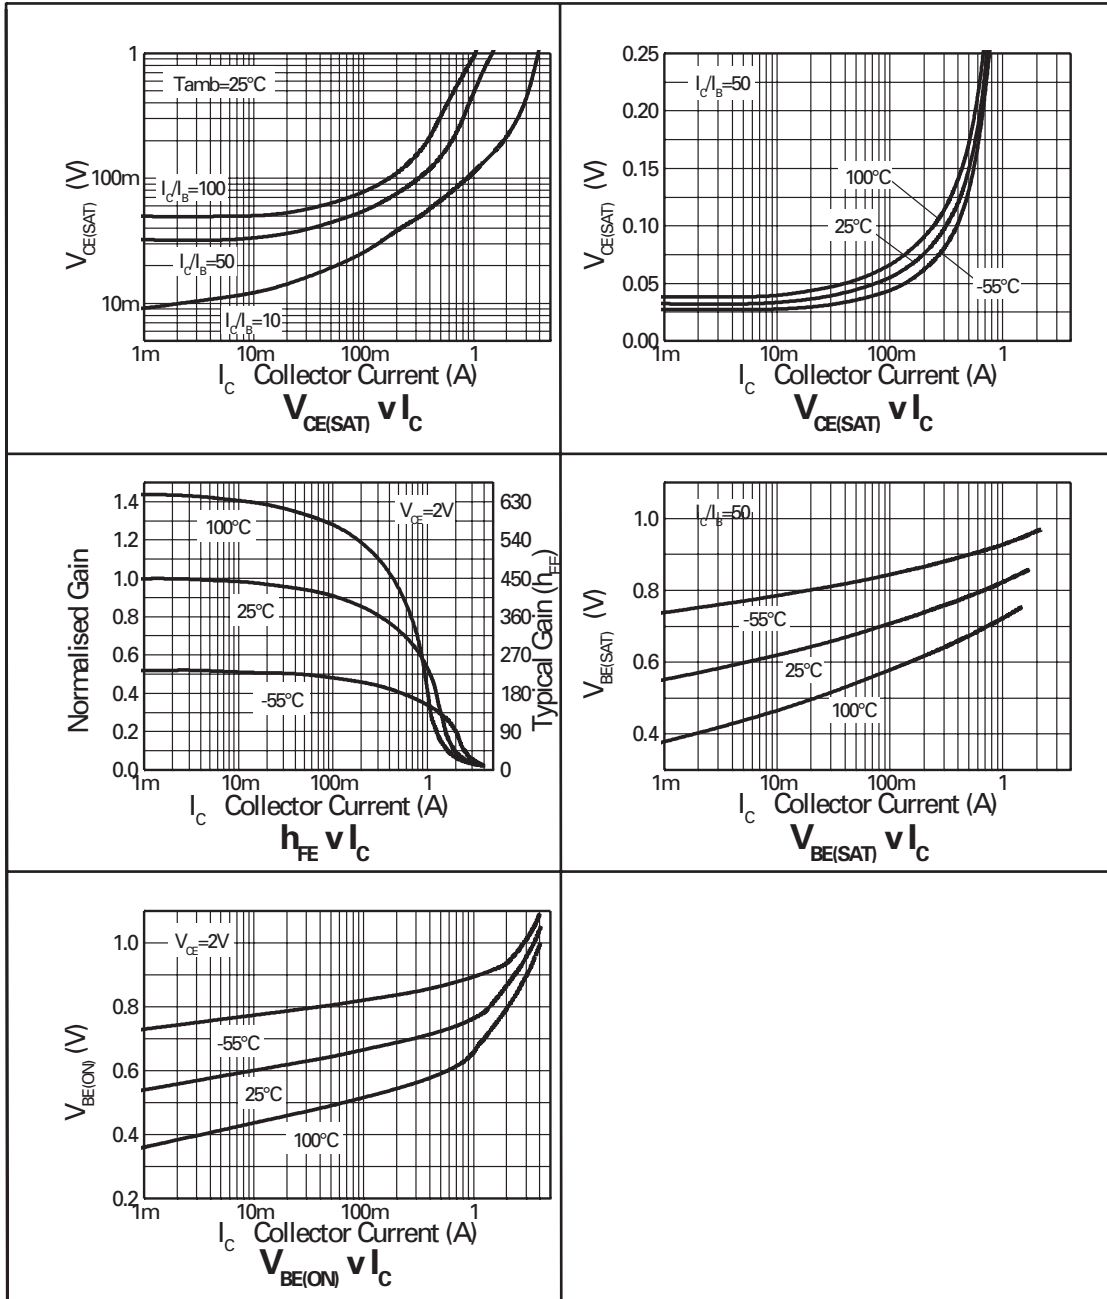 1
Tamb=25°C
V_CE(SAT) (V)
100m
I_C/I_B=100
I_C/I_B=50
10m
I_C/I_B=10
1m 10m 100m 1
I_C Collector Current (A)
V_CE(SAT) v I_C
0.25
I_C/I_B=50
0.20
V_CE(SAT) (V)
0.15
100°C
0.10
25°C
0.05
-55°C
0.00
1m 10m 100m 1
I_C Collector Current (A)
V_CE(SAT) v I_C
1.4 630
V_CE=2V
100°C
1.2 540
Normalised Gain
Typical Gain (h_FE)
1.0 450
0.8 360
25°C
0.6 270
0.4 180
-55°C
0.2 90
0.0 0
1m 10m 100m 1
I_C Collector Current (A)
h_FE v I_C
I_C/I_B=50
1.0
V_BE(SAT) (V)
0.8
-55°C
0.6
25°C
100°C
0.4
1m 10m 100m 1
I_C Collector Current (A)
V_BE(SAT) v I_C
1.0
V_CE=2V
V_BE(ON) (V)
0.8
-55°C
0.6
25°C
0.4
100°C
0.2
1m 10m 100m 1
I_C Collector Current (A)
V_BE(ON) v I_C